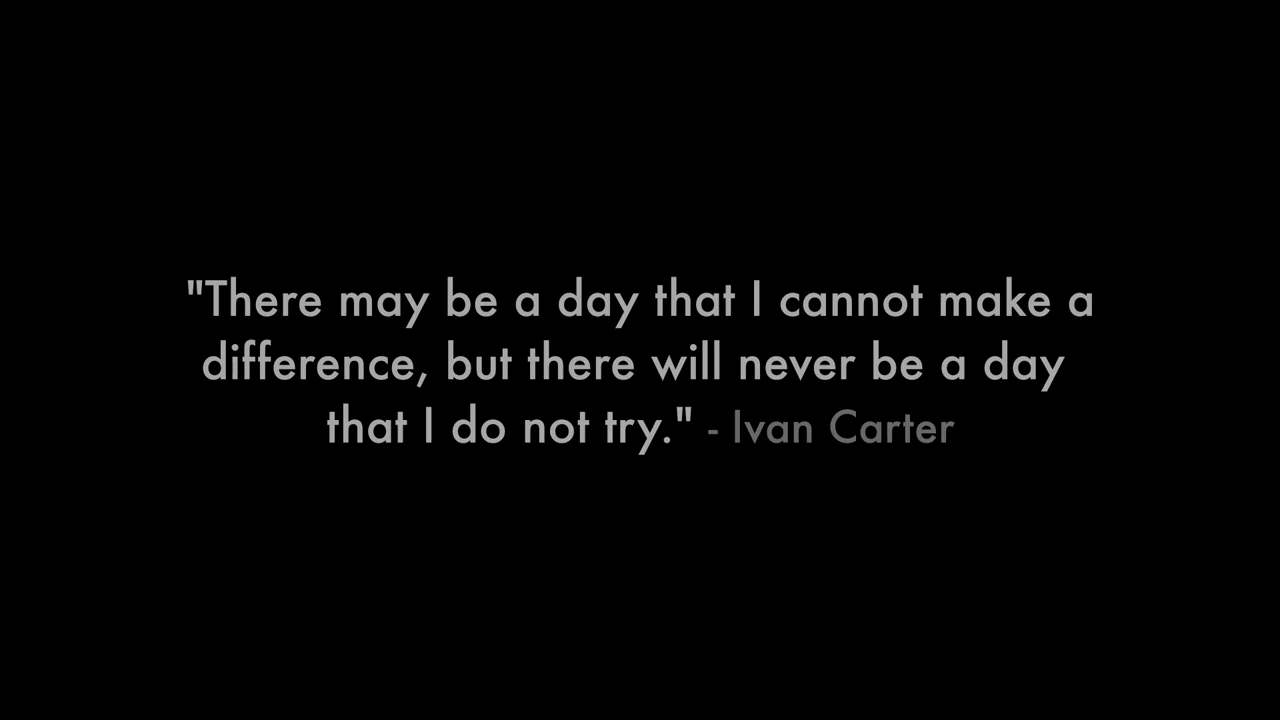 "There may be a day that I cannot make a
difference, but there will never be a day
that I do not try." - Ivan Carter